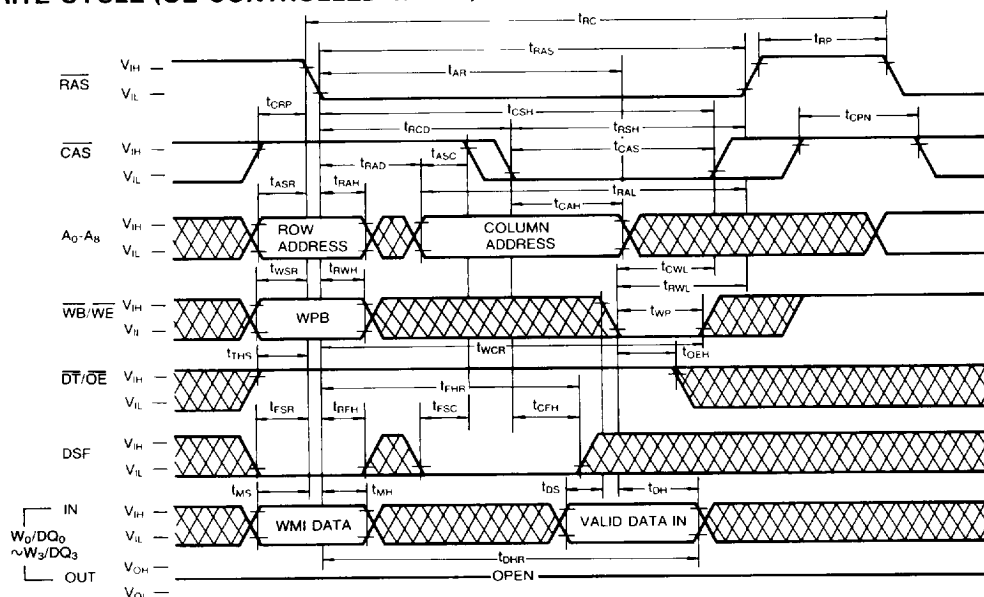 WRITE CYCLE (OE CONTROLLED WRITE)
tRC
tRP
tRAS
tAR
RAS
VIH
VIL
tCRP
tCSH
tRCD
tRSH
tCPN
CAS
VIH
VIL
tRAD
tASC
tCAS
tASR
tRAH
tRAL
tCAH
A0-A8
VIH
VIL
ROW ADDRESS
COLUMN ADDRESS
tWSR
tRWH
tCWL
tRWL
WB/WE
VIH
VIL
WPB
tWP
tWCR
tTHS
tOEH
DT/OE
VIH
VIL
tFHR
tFSR
tRFH
tFSC
tCFH
DSF
VIH
VIL
tMS
tMH
tDS
tDH
IN
VIH
VIL
WMI DATA
VALID DATA IN
W0/DQ0
~W3/DQ3
tDHR
OUT
VOH
VOL
OPEN